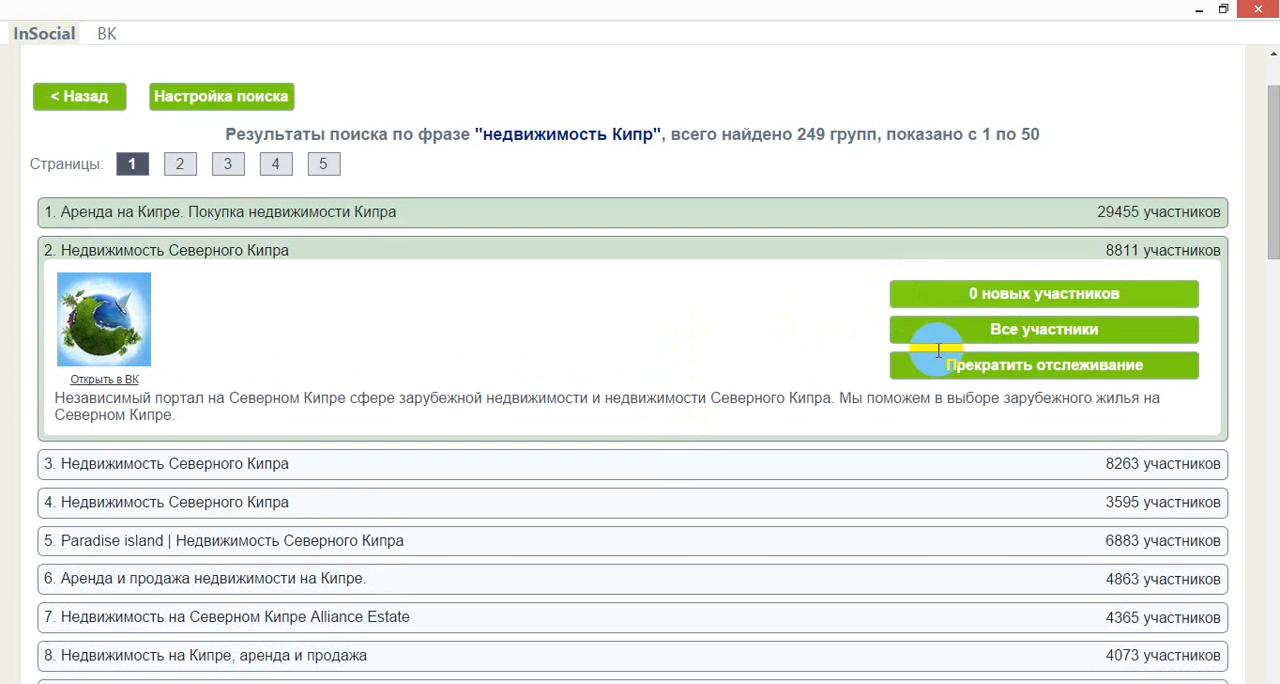 InSocial ВК
< Назад Настройка поиска
Результаты поиска по фразе "недвижимость Кипр", всего найдено 249 групп, показано с 1 по 50
Страницы: 1 2 3 4 5
1. Аренда на Кипре. Покупка недвижимости Кипра 29455 участников
2. Недвижимость Северного Кипра 8811 участников
0 новых участников
Все участники
Прекратить отслеживание
Открыть в ВК
Независимый портал на Северном Кипре сфере зарубежной недвижимости и недвижимости Северного Кипра. Мы поможем в выборе зарубежного жилья на
Северном Кипре.
3. Недвижимость Северного Кипра 8263 участников
4. Недвижимость Северного Кипра 3595 участников
5. Paradise island | Недвижимость Северного Кипра 6883 участников
6. Аренда и продажа недвижимости на Кипре. 4863 участников
7. Недвижимость на Северном Кипре Alliance Estate 4365 участников
8. Недвижимость на Кипре, аренда и продажа 4073 участников